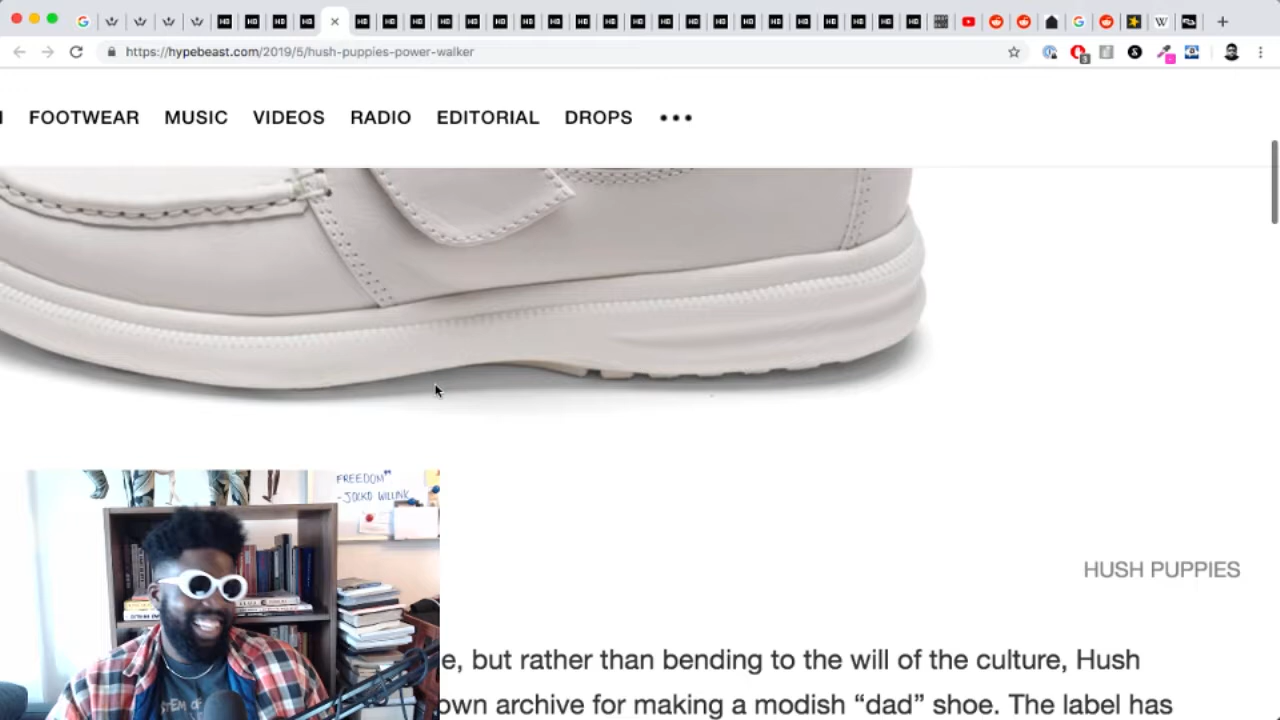 https://hypebeast.com/2019/5/hush-puppies-power-walker
FOOTWEAR MUSIC VIDEOS RADIO EDITORIAL DROPS •••
FREEDOM"
-JOCKO WILLINK
HUSH PUPPIES
e, but rather than bending to the will of the culture, Hush
own archive for making a modish “dad” shoe. The label has